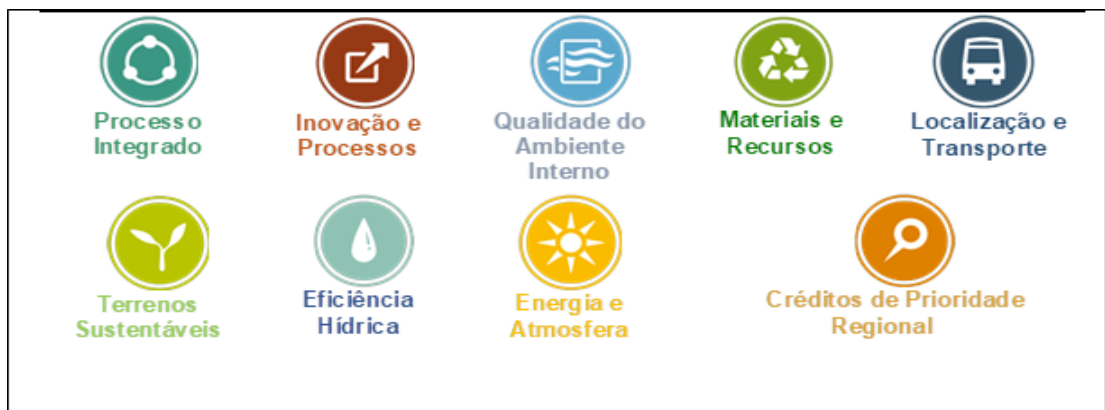 Processo
Integrado
Inovação e
Processos
Qualidade do
Ambiente
Interno
Materiais e
Recursos
Localização e
Transporte
Terrenos
Sustentáveis
Eficiência
Hídrica
Energia e
Atmosfera
Créditos de Prioridade
Regional